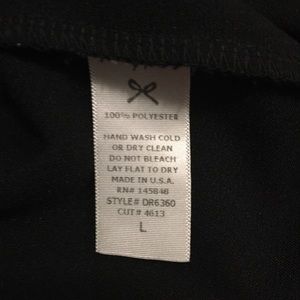 100% POLYESTER
HAND WASH COLD
OR DRY CLEAN
DO NOT BLEACH
LAY FLAT TO DRY
MADE IN U.S.A.
RN# 145848
STYLE# DR6360
CUT# 4613
L